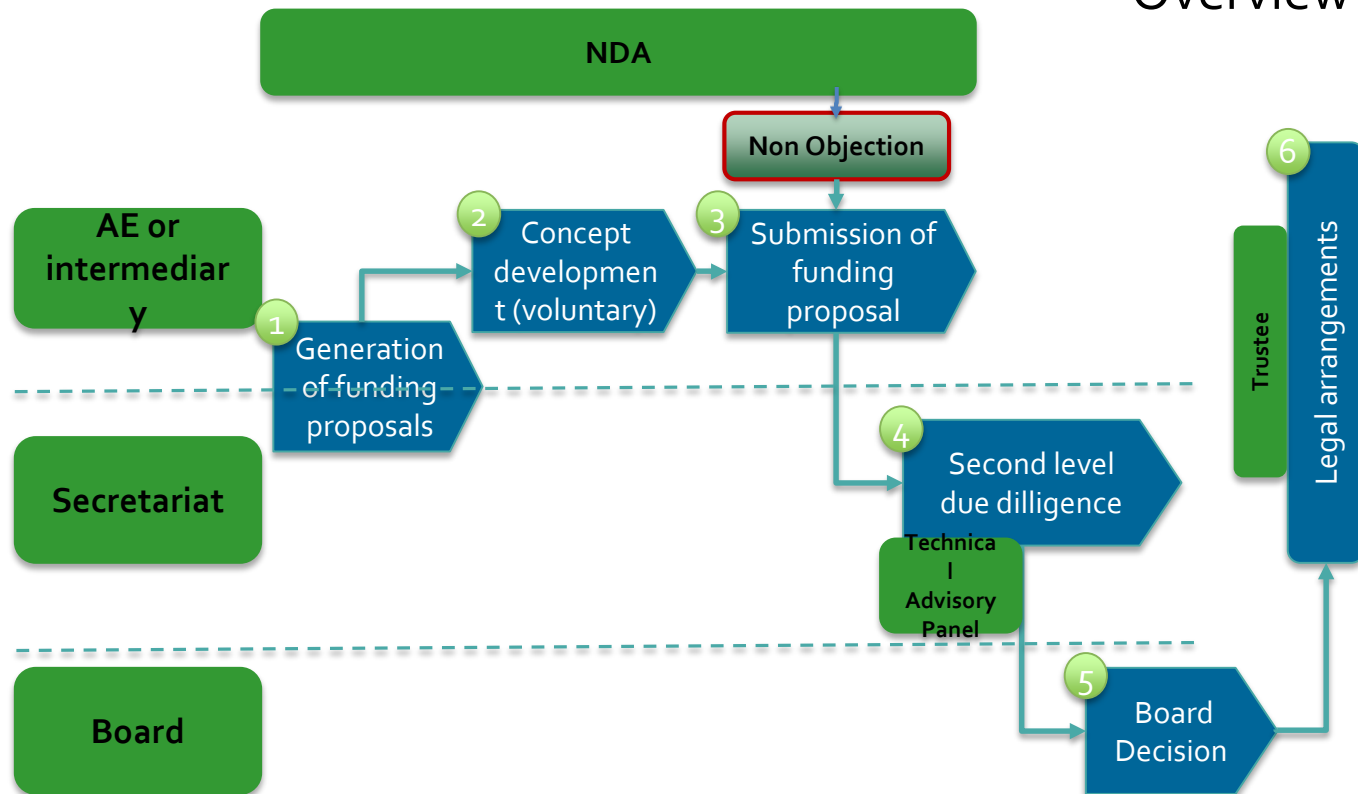 Overview
NDA
Non Objection
6
AE or
intermediar
y
2
Concept
developmen
t (voluntary)
3
Submission of
funding
proposal
1
Generation
of funding
proposals
Trustee
Legal arrangements
Secretariat
4
Second level
due dilligence
Technica
l
Advisory
Panel
Board
5
Board
Decision